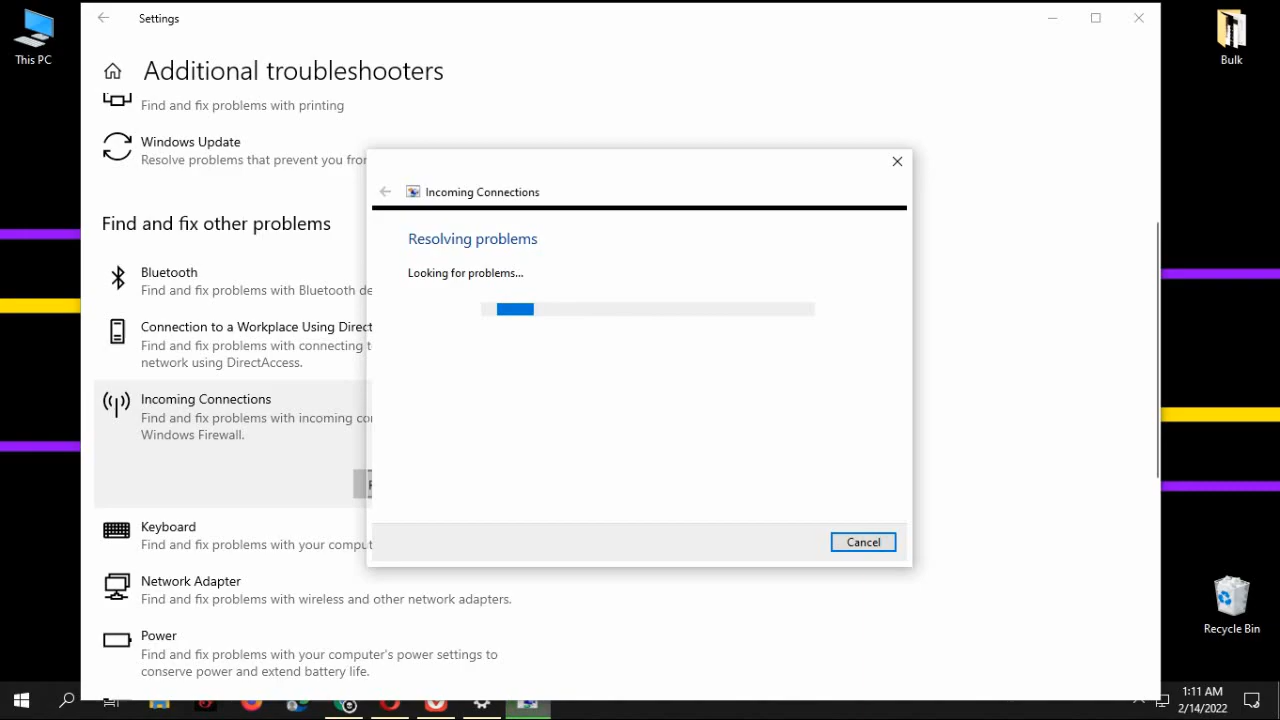 This PC
Bulk
Settings
Additional troubleshooters
Find and fix problems with printing
Windows Update
Resolve problems that prevent you fro
Find and fix other problems
Bluetooth
Find and fix problems with Bluetooth de
Connection to a Workplace Using Direct
Find and fix problems with connecting t
network using DirectAccess.
Incoming Connections
Find and fix problems with incoming co
Windows Firewall.
Keyboard
Find and fix problems with your comput
Network Adapter
Find and fix problems with wireless and other network adapters.
Power
Find and fix problems with your computer's power settings to
conserve power and extend battery life.
Incoming Connections
Resolving problems
Looking for problems...
Cancel
Recycle Bin
1:11 AM
2/14/2022